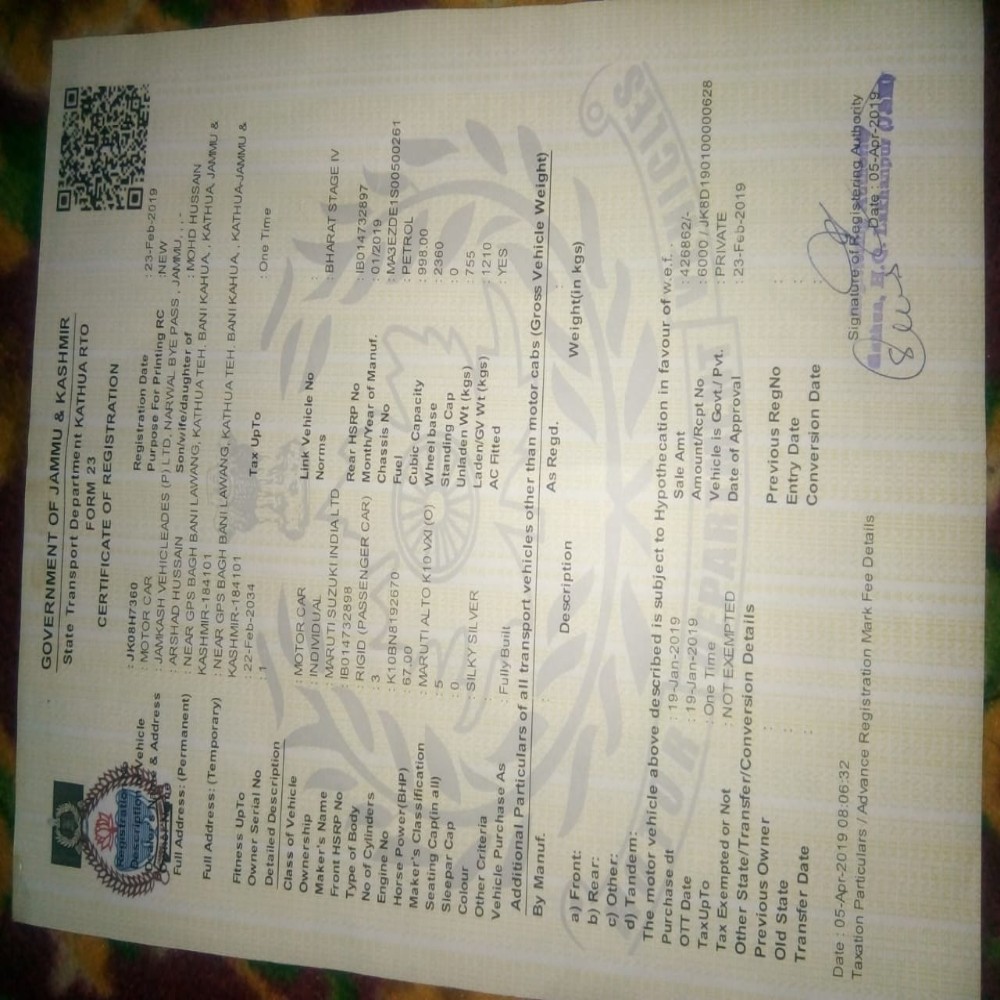 GOVERNMENT OF JAMMU & KASHMIR
State Transport Department KATHUA RTO
FORM 23
CERTIFICATE OF REGISTRATION
Registration No : JK08H7360 Registration Date : 23-Feb-2019
Description Vehicle : MOTOR CAR Purpose For Printing RC : NEW
Dealer's Name & Address : JAMKASH VEHICLEADES (P) LTD, NARWAL BYE PASS , JAMMU, , , -
: ARSHAD HUSSAIN Son/wife/daughter of : MOHD HUSSAIN
Full Address: (Permanent) : NEAR GPS BAGH BANI LAWANG, KATHUA TEH. BANI KAHUA, , KATHUA, JAMMU &
KASHMIR-184101
Full Address: (Temporary) : NEAR GPS BAGH BANI LAWANG, KATHUA TEH. BANI KAHUA, , KATHUA-JAMMU &
KASHMIR-184101
Fitness UpTo : 22-Feb-2034 Tax UpTo : One Time
Owner Serial No : 1
Detailed Description
Class of Vehicle : MOTOR CAR Link Vehicle No
Ownership : INDIVIDUAL Norms : BHARAT STAGE IV
Maker's Name : MARUTI SUZUKI INDIA LTD
Front HSRP No : IB014732898 Rear HSRP No : IB014732897
Type of Body : RIGID (PASSENGER CAR) Month/Year of Manuf. : 01/2019
No of Cylinders : 3 Chassis No : MA3EZDE1S00500261
Engine No : K10BN8192670 Fuel : PETROL
Horse Power(BHP) : 67.00 Cubic Capacity : 998.00
Maker's Classification : MARUTI ALTO K10 VXI (O) Wheel base : 2360
Seating Cap(in all) : 5 Standing Cap : 0
Sleepar Cap : 0 Unladen Wt (kgs) : 755
Colour : SILKY SILVER Laden/GV Wt (kgs) : 1210
Other Criteria : AC Fitted : YES
Vehicle Purchase As : Fully Built
Additional Particulars of all transport vehicles other than motor cabs (Gross Vehicle Weight)
By Manuf. : As Regd. :
Description Weight(in kgs)
a) Front:
b) Rear:
c) Other:
d) Tandem:
The motor vehicle above described is subject to Hypothecation in favour of w.e.f. .
Purchase dt : 19-Jan-2019 Sale Amt : 426862/-
OTT Date : 19-Jan-2019 Amount/Rcpt No : 6000 / JK8D190100000628
TaxUpTo : One Time Vehicle is Govt./ Pvt. : PRIVATE
Tax Exempted or Not : NOT EXEMPTED Date of Approval : 23-Feb-2019
Other State/Transfer/Conversion Details
Previous Owner : Previous RegNo :
Old State : Entry Date :
Transfer Date : Conversion Date :
Signature of Registering Authority
Date : 05-Apr-2019 08:06:32 Date : 05-Apr-2019
Taxation Particulars / Advance Registration Mark Fee Details